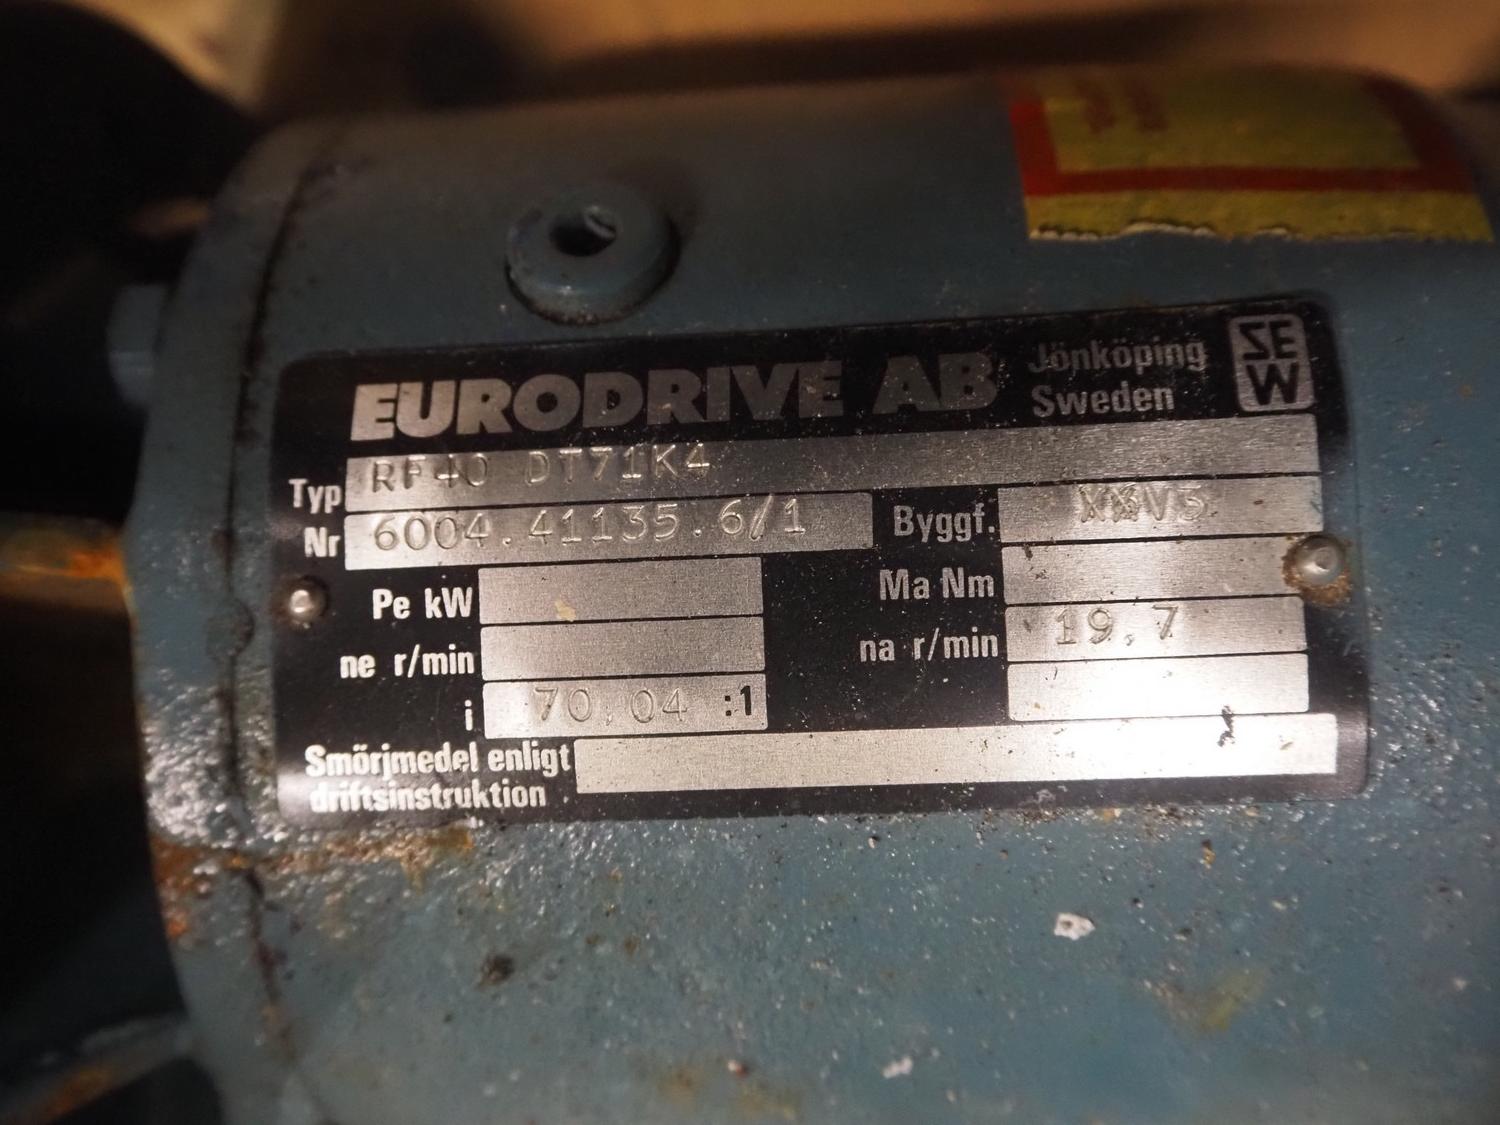 EURODRIVE AB
Jönköping
Sweden
SEW
Typ RF40 DT71K4
Nr 6004.41135.6/1 Byggf. V3
Pe kW Ma Nm
ne r/min na r/min 19,7
i 70,04 :1
Smörjmedel enligt
driftsinstruktion